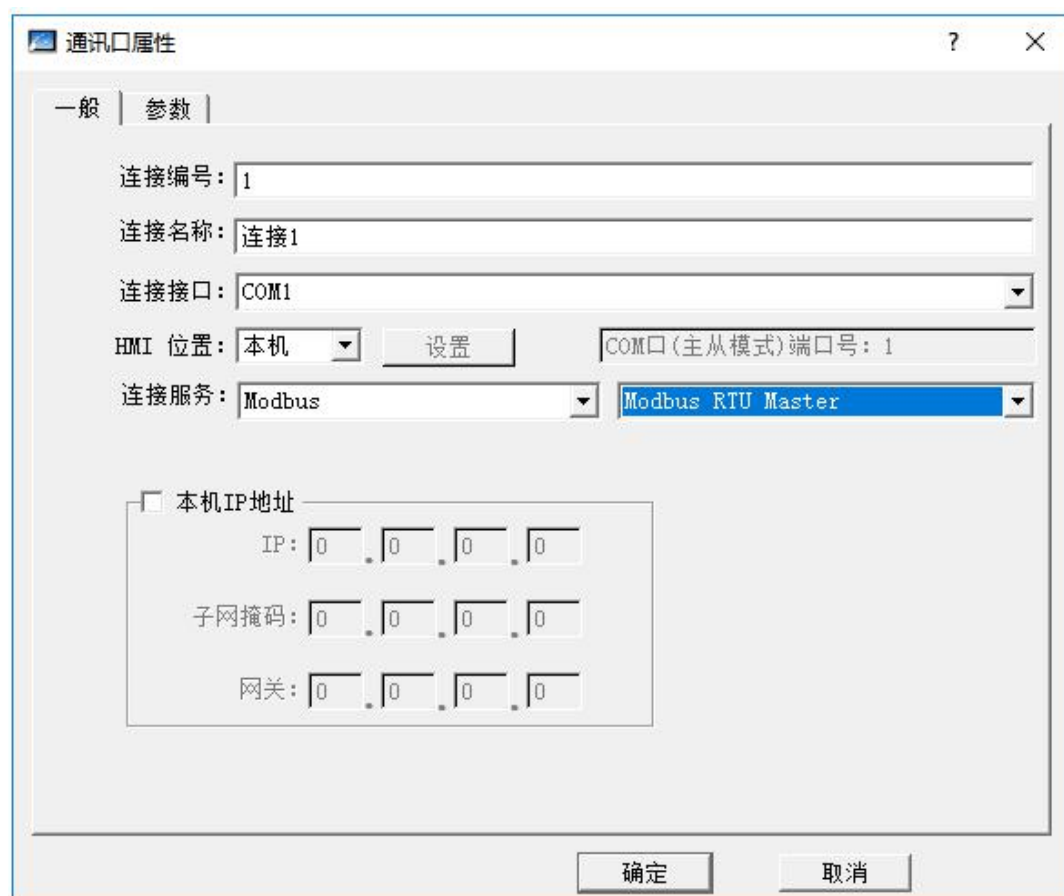 通讯口属性 ? ×
一般 参数
连接编号: 1
连接名称: 连接1
连接接口: COM1
HMI 位置: 本机 设置 COM口(主从模式)端口号: 1
连接服务: Modbus Modbus RTU Master
本机IP地址
IP: 0 . 0 . 0 . 0
子网掩码: 0 . 0 . 0 . 0
网关: 0 . 0 . 0 . 0
确定 取消